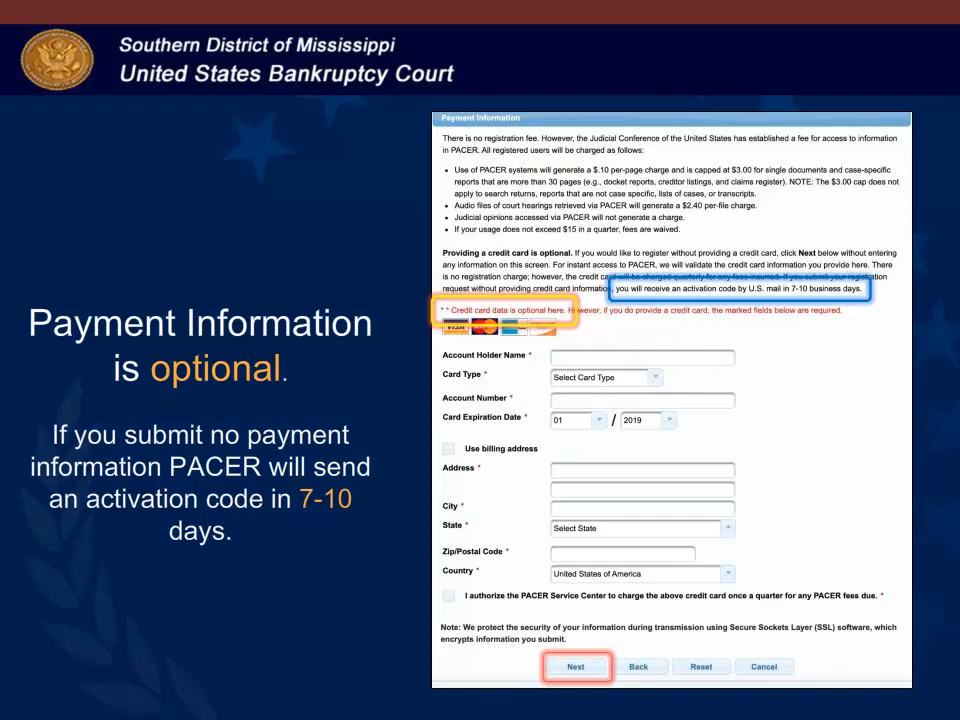 Southern District of Mississippi
United States Bankruptcy Court
Payment Information
is optional.
If you submit no payment
information PACER will send
an activation code in 7-10
days.
Payment Information
There is no registration fee. However, the Judicial Conference of the United States has established a fee for access to information
in PACER. All registered users will be charged as follows:
• Use of PACER systems will generate a $.10 per-page charge and is capped at $3.00 for single documents and case-specific
reports that are more than 30 pages (e.g., docket reports, creditor listings, and claims register). NOTE: The $3.00 cap does not
apply to search returns, reports that are not case specific, lists of cases, or transcripts.
• Audio files of court hearings retrieved via PACER will generate a $2.40 per-file charge.
• Judicial opinions accessed via PACER will not generate a charge.
• If your usage does not exceed $15 in a quarter, fees are waived.
Providing a credit card is optional. If you would like to register without providing a credit card, click Next below without entering
any information on this screen. For instant access to PACER, we will validate the credit card information you provide here. There
is no registration charge; however, the credit card will be charged quarterly for any fees incurred. If you submit your registration
request without providing credit card information, you will receive an activation code by U.S. mail in 7-10 business days.
* * Credit card data is optional here. However, if you do provide a credit card, the marked fields below are required.
VISA
Account Holder Name *
Card Type * Select Card Type
Account Number *
Card Expiration Date * 01 / 2019
Use billing address
Address *
City *
State * Select State
Zip/Postal Code *
Country * United States of America
I authorize the PACER Service Center to charge the above credit card once a quarter for any PACER fees due. *
Note: We protect the security of your information during transmission using Secure Sockets Layer (SSL) software, which
encrypts information you submit.
Next Back Reset Cancel